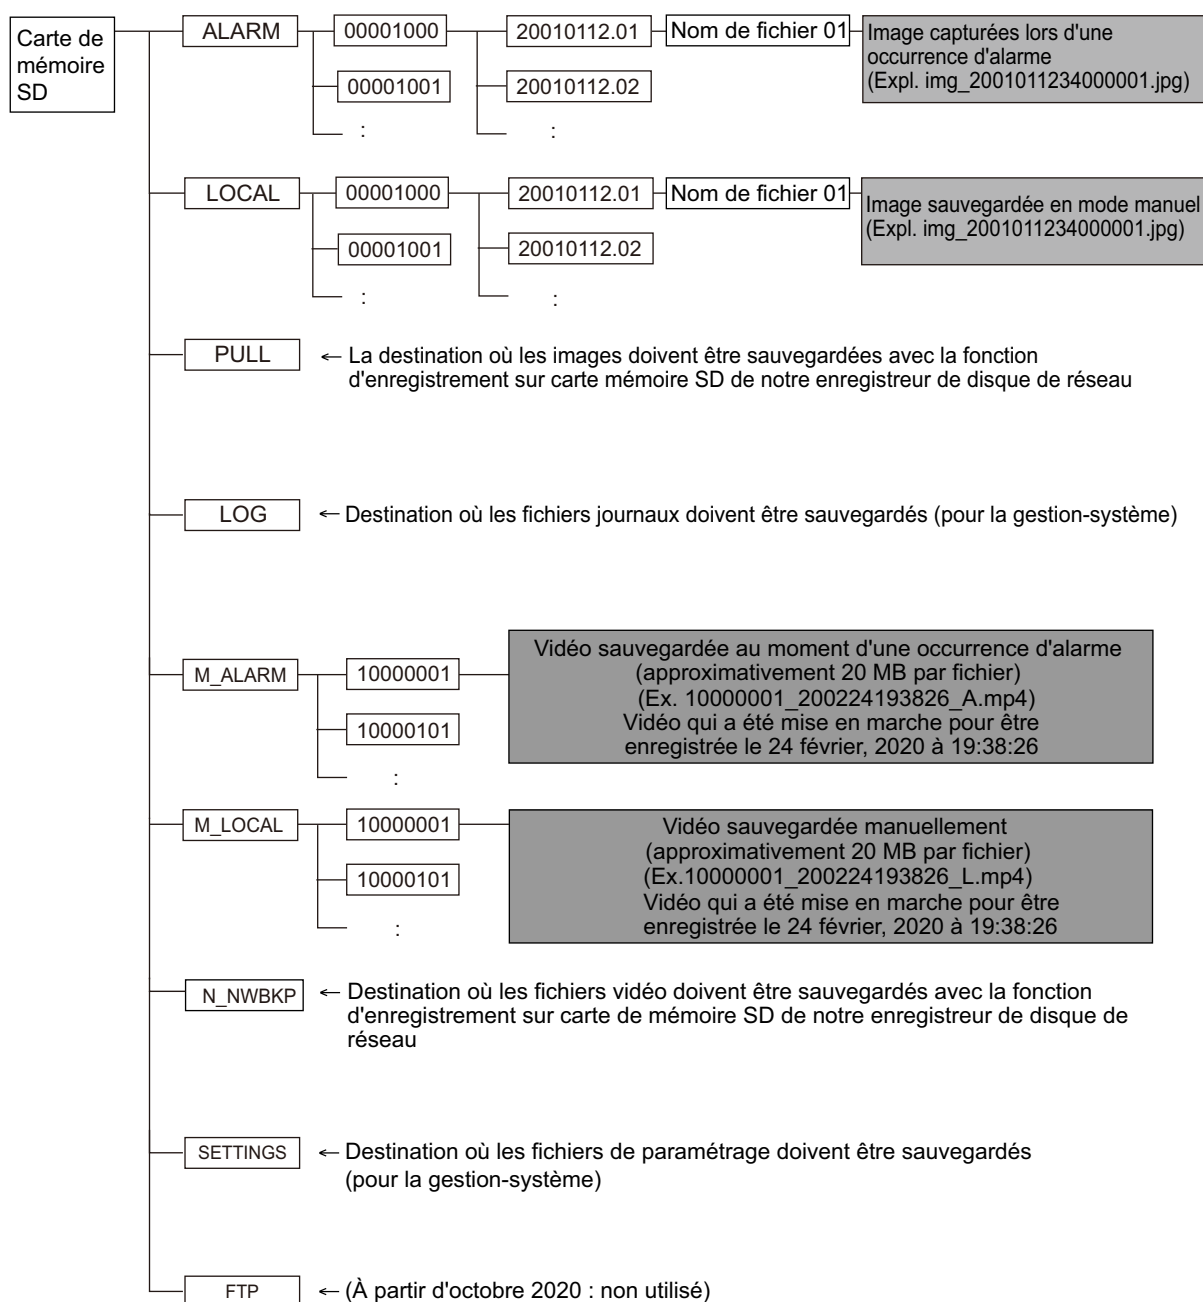 Carte de
mémoire
SD
ALARM
00001000
20010112.01
Nom de fichier 01
Image capturées lors d'une
occurrence d'alarme
(Expl. img_2001011234000001.jpg)
00001001
20010112.02
:
:
LOCAL
00001000
20010112.01
Nom de fichier 01
Image sauvegardée en mode manuel
(Expl. img_2001011234000001.jpg)
00001001
20010112.02
:
:
PULL
← La destination où les images doivent être sauvegardées avec la fonction
d'enregistrement sur carte mémoire SD de notre enregistreur de disque de réseau
LOG
← Destination où les fichiers journaux doivent être sauvegardés (pour la gestion-système)
M_ALARM
10000001
Vidéo sauvegardée au moment d'une occurrence d'alarme
(approximativement 20 MB par fichier)
(Ex. 10000001_200224193826_A.mp4)
Vidéo qui a été mise en marche pour être
enregistrée le 24 février, 2020 à 19:38:26
10000101
:
M_LOCAL
10000001
Vidéo sauvegardée manuellement
(approximativement 20 MB par fichier)
(Ex.10000001_200224193826_L.mp4)
Vidéo qui a été mise en marche pour être
enregistrée le 24 février, 2020 à 19:38:26
10000101
:
N_NWBKP
← Destination où les fichiers vidéo doivent être sauvegardés avec la fonction
d'enregistrement sur carte de mémoire SD de notre enregistreur de disque de
réseau
SETTINGS
← Destination où les fichiers de paramétrage doivent être sauvegardés
(pour la gestion-système)
FTP
← (À partir d'octobre 2020 : non utilisé)